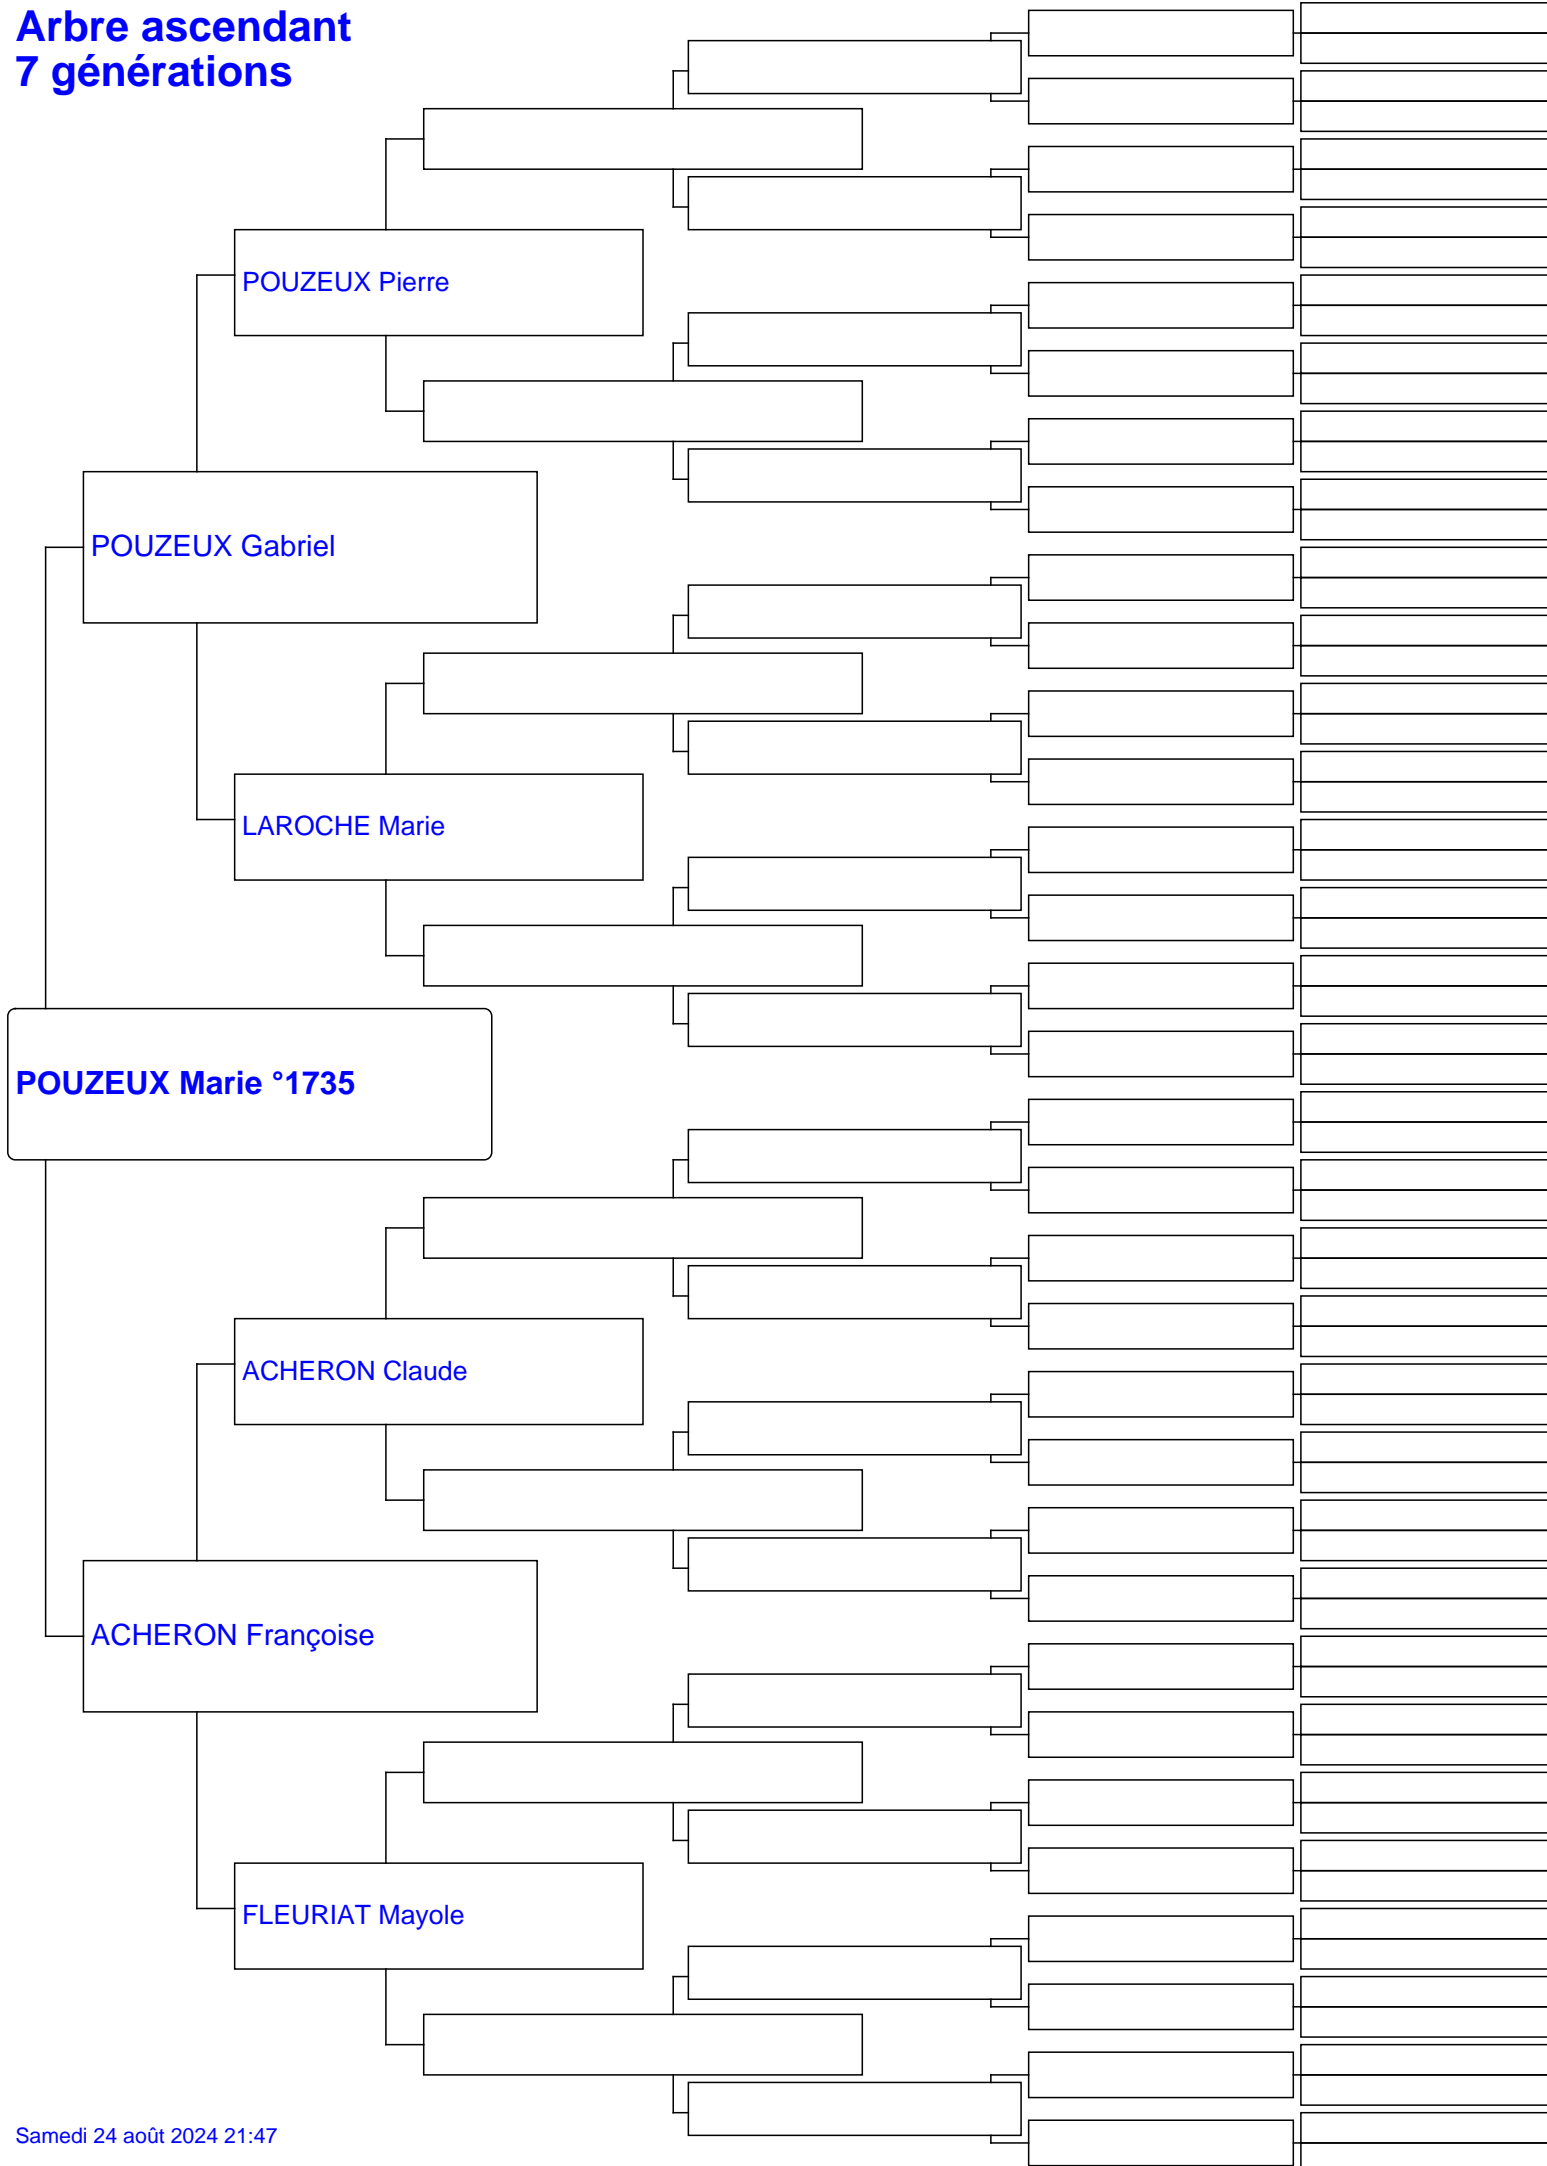 Arbre ascendant
7 générations
POUZEUX Pierre
POUZEUX Gabriel
LAROCHE Marie
POUZEUX Marie °1735
ACHERON Claude
ACHERON Françoise
FLEURIAT Mayole
Samedi 24 août 2024 21:47